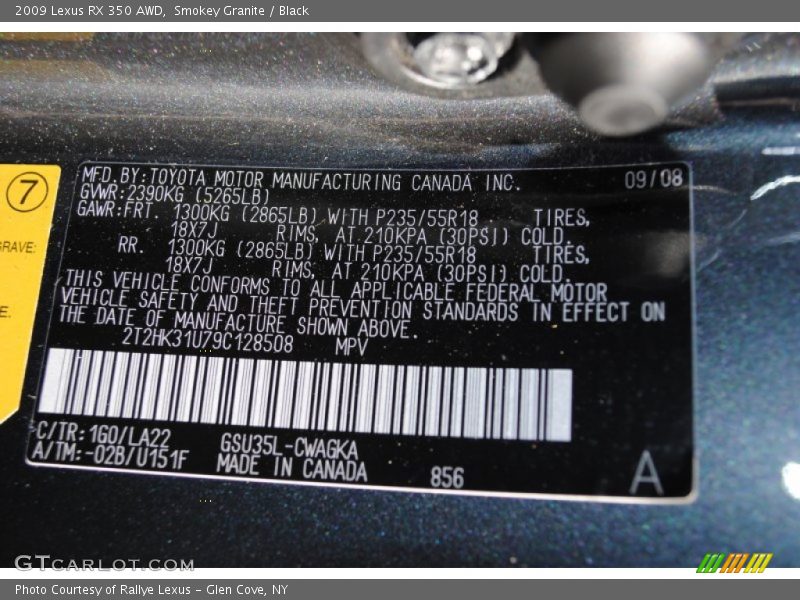 2009 Lexus RX 350 AWD, Smokey Granite / Black
7
GRAVE:
E.
MFD. BY: TOYOTA MOTOR MANUFACTURING CANADA INC. 09/08
GVWR: 2390KG (5265LB)
GAWR: FRT. 1300KG (2865LB) WITH P235/55R18 TIRES,
18X7J RIMS, AT 210KPA (30PSI) COLD.
RR. 1300KG (2865LB) WITH P235/55R18 TIRES,
18X7J RIMS, AT 210KPA (30PSI) COLD.
THIS VEHICLE CONFORMS TO ALL APPLICABLE FEDERAL MOTOR
VEHICLE SAFETY AND THEFT PREVENTION STANDARDS IN EFFECT ON
THE DATE OF MANUFACTURE SHOWN ABOVE.
2T2HK31U79C128508 MPV
C/TR: 1G0/LA22 GSU35L-CWAGKA
A/TM: -02B/U151F MADE IN CANADA 856 A
GTCARLOT.COM
Photo Courtesy of Rallye Lexus - Glen Cove, NY